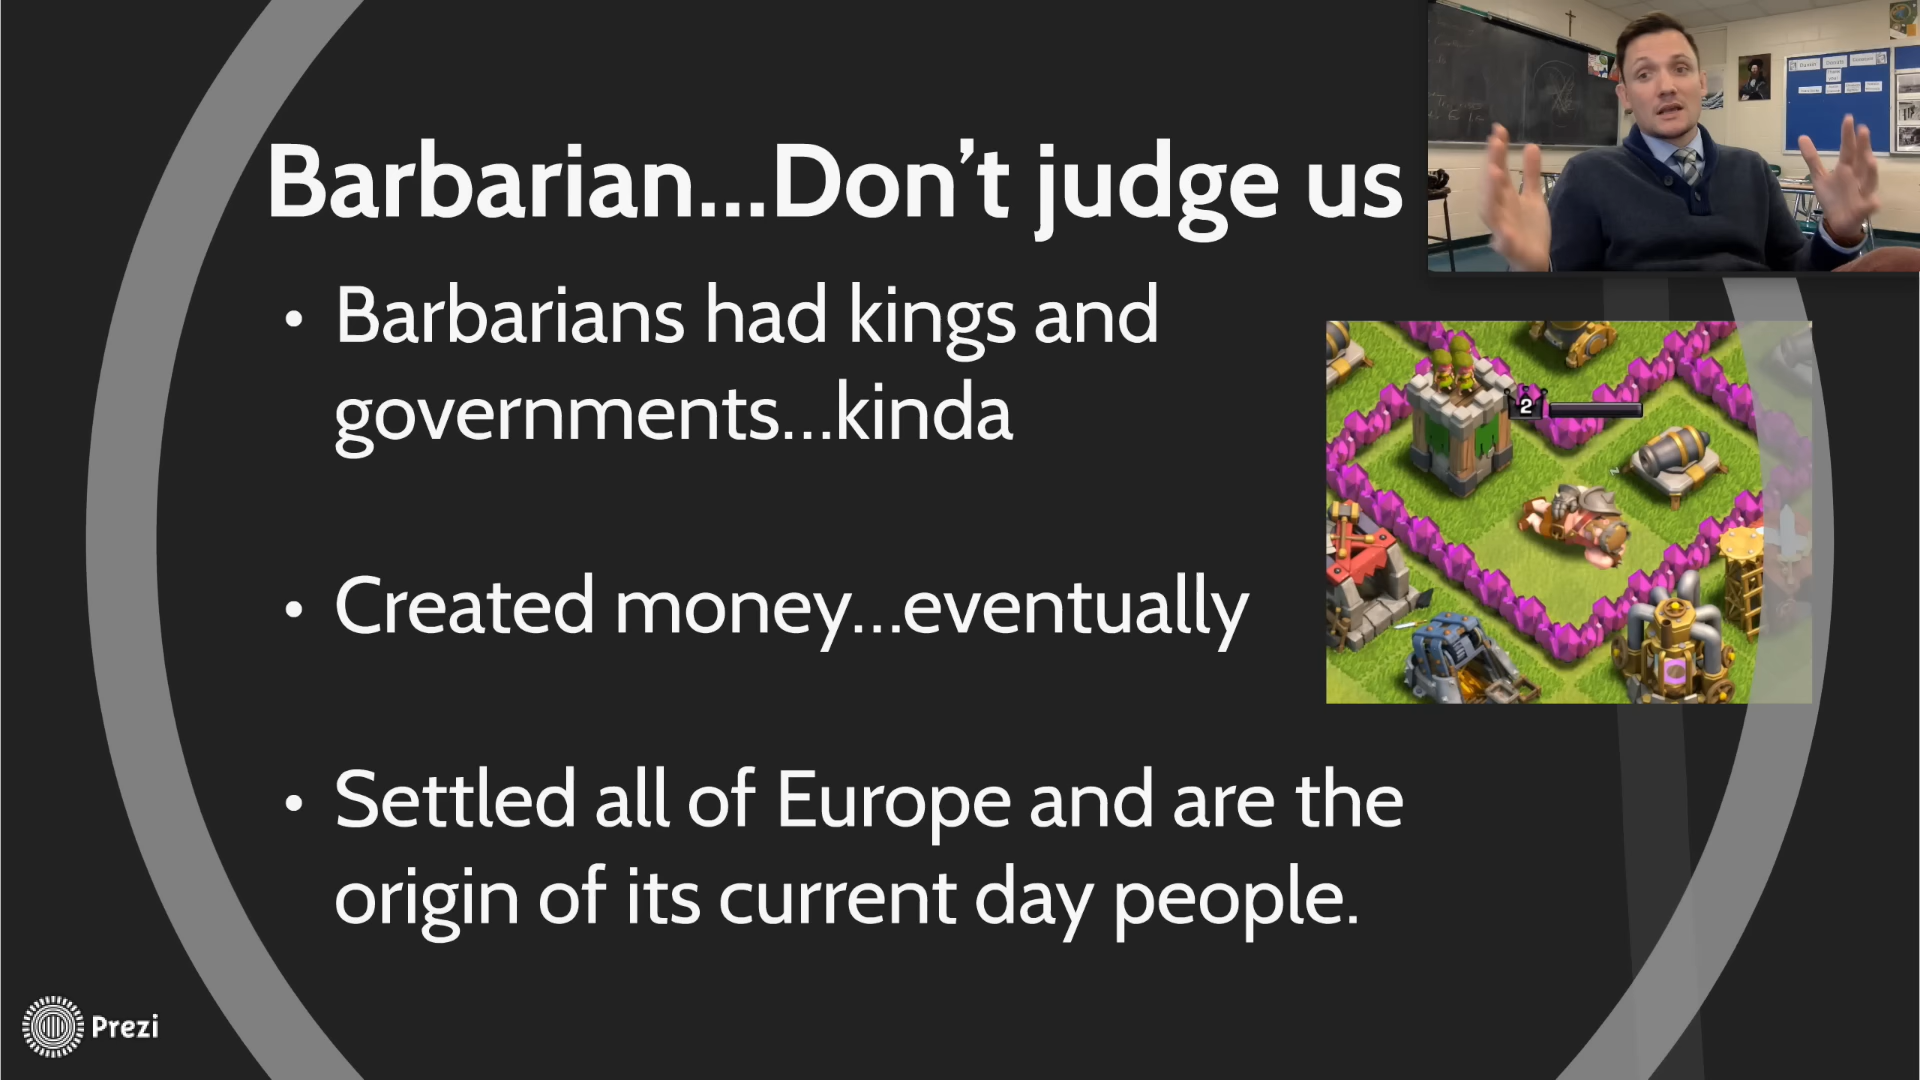 Barbarian...Don't judge us
• Barbarians had kings and
governments...kinda
• Created money...eventually
• Settled all of Europe and are the
origin of its current day people.
2
Prezi